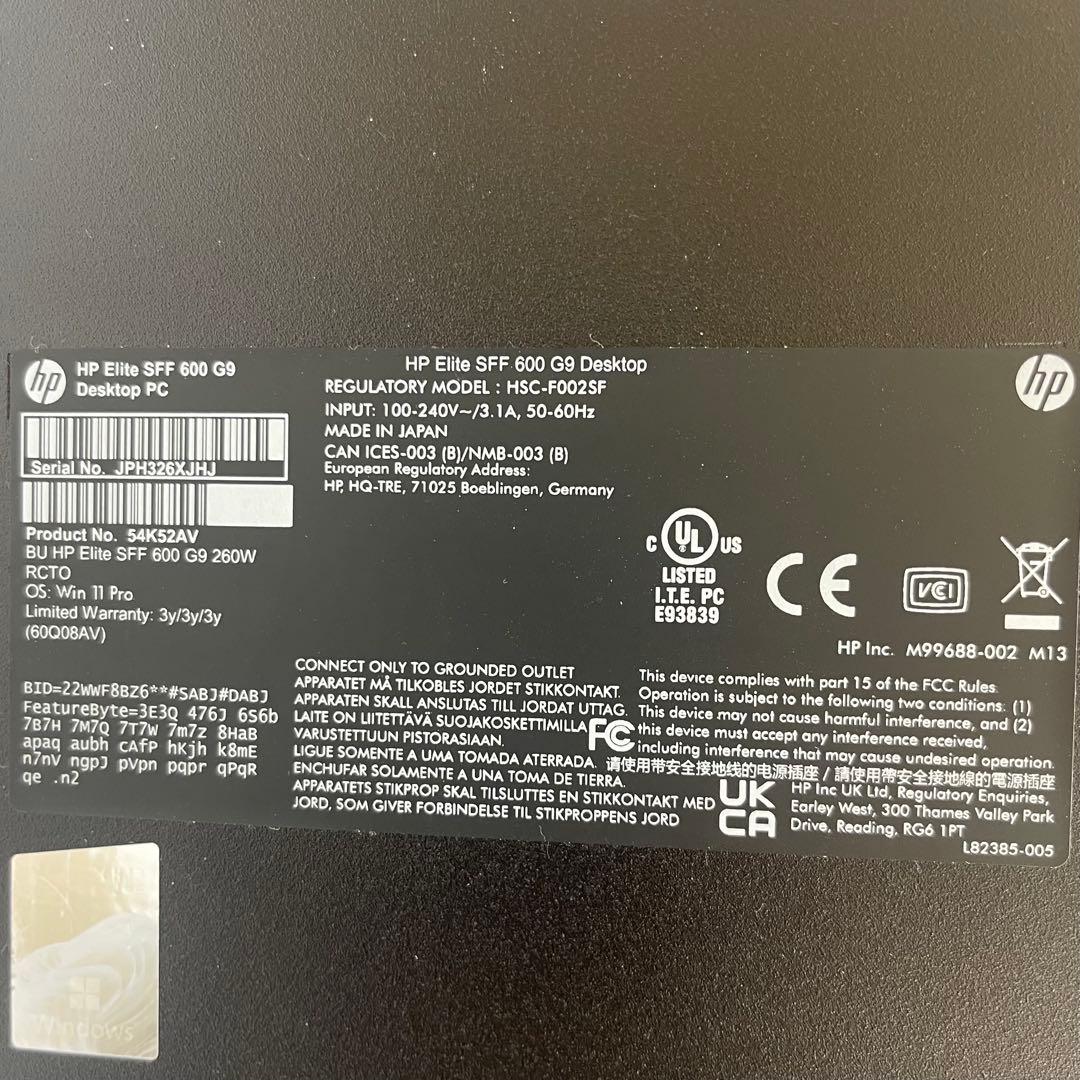 hp
HP Elite SFF 600 G9
Desktop PC
Serial No. JPH326XJHJ
Product No. 54K52AV
BU HP Elite SFF 600 G9 260W
RCTO
OS: Win 11 Pro
Limited Warranty: 3y/3y/3y
(60Q08AV)
BID=22WWF8BZ6**#SABJ#DABJ
FeatureByte=3E3Q 476J 6S6b
7B7H 7M7Q 7T7W 7m7z 8HaB
apaq aubh cAfP hKjh k8mE
n7nV ngpJ pVpn pqpr qPqR
qe .n2
HP Elite SFF 600 G9 Desktop
REGULATORY MODEL : HSC-F002SF
INPUT: 100-240V~/3.1A, 50-60Hz
MADE IN JAPAN
CAN ICES-003 (B)/NMB-003 (B)
European Regulatory Address:
HP, HQ-TRE, 71025 Boeblingen, Germany
hp
C UL US
LISTED
I.T.E. PC
E93839
CE
VCI
HP Inc. M99688-002 M13
CONNECT ONLY TO GROUNDED OUTLET
APPARATET MÅ TILKOBLES JORDET STIKKONTAKT.
APPARATEN SKALL ANSLUTAS TILL JORDAT UTTAG.
LAITE ON LIITETTÄVÄ SUOJAKOSKETTIMILLA
VARUSTETTUUN PISTORASIAAN.
LIGUE SOMENTE A UMA TOMADA ATERRADA. 请使用带安全接地线的电源插座 / 請使用帶安全接地線的電源插座
ENCHUFAR SOLAMENTE A UNA TOMA DE TIERRA.
APPARATETS STIKPROP SKAL TILSLUTTES EN STIKKONTAKT MED
JORD, SOM GIVER FORBINDELSE TIL STIKPROPPENS JORD
FC
This device complies with part 15 of the FCC Rules.
Operation is subject to the following two conditions: (1)
This device may not cause harmful interference, and (2)
this device must accept any interference received,
including interference that may cause undesired operation.
UK
CA
HP Inc UK Ltd, Regulatory Enquiries,
Earley West, 300 Thames Valley Park
Drive, Reading, RG6 1PT
L82385-005
Windows